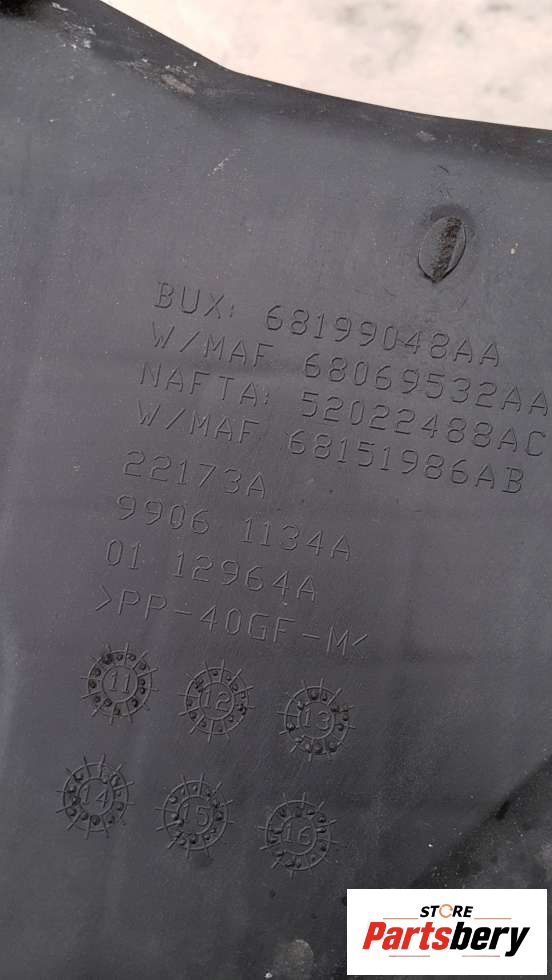 BUX: 68199048AA
W/MAF 68069532AA
NAFTA: 52022488AC
W/MAF 68151986AB
22173A
9906 1134A
01 12964A
>PP-40GF-M<
11 12 13
14 15 16
STORE
Partsbery